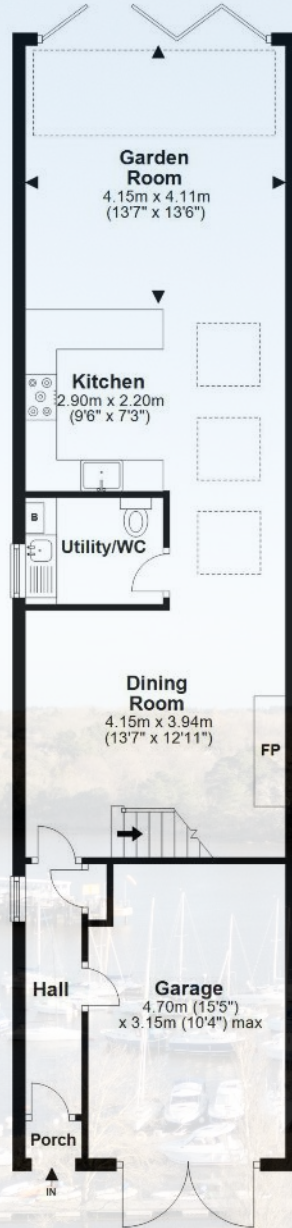 Garden
Room
4.15m x 4.11m
(13'7" x 13'6")
Kitchen
2.90m x 2.20m
(9'6" x 7'3")
B
Utility/WC
Dining
Room
4.15m x 3.94m
(13'7" x 12'11")
FP
Hall
Garage
4.70m (15'5")
x 3.15m (10'4") max
Porch
IN